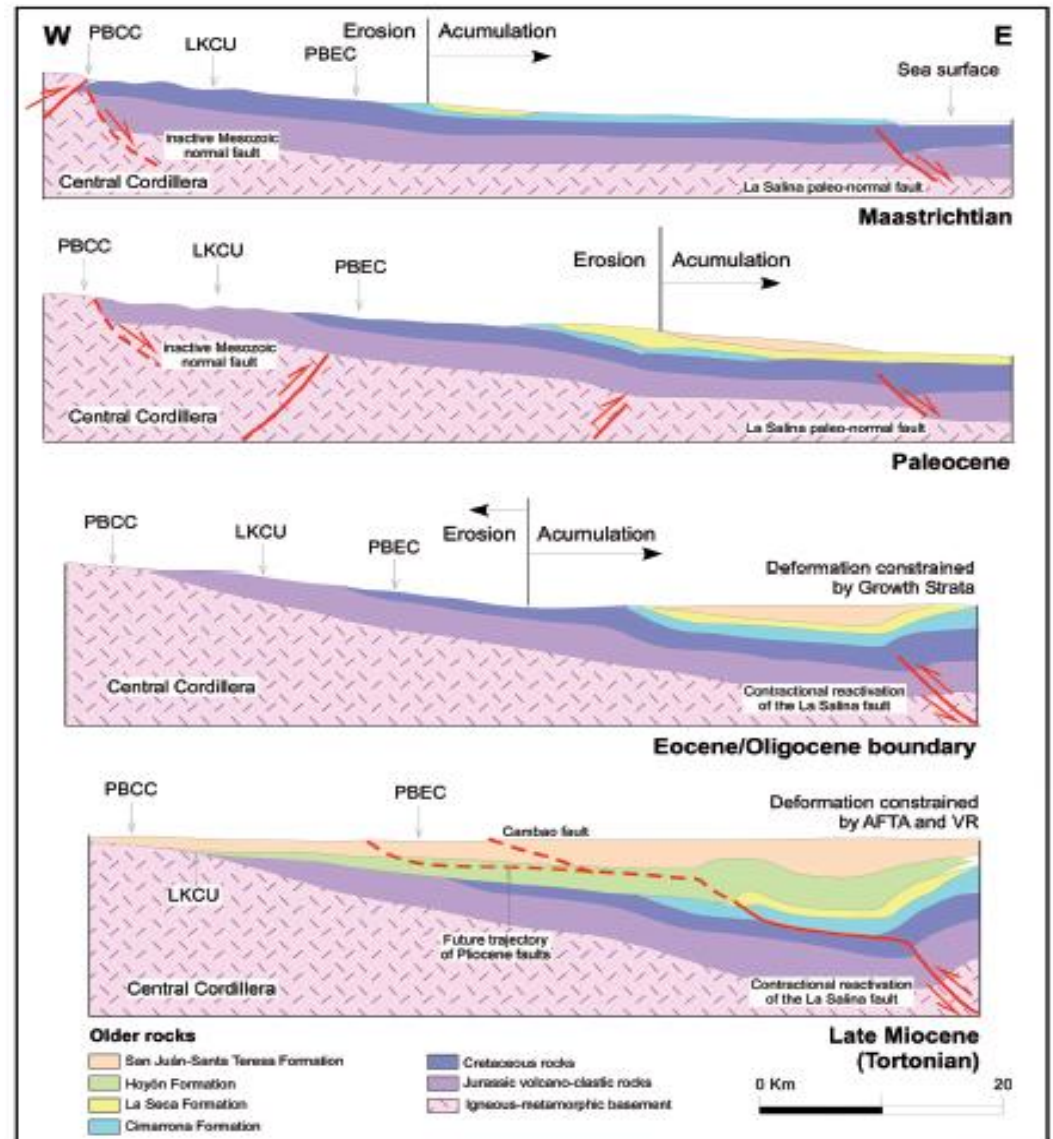 W
PBCC
LKCU
PBEC
Erosion
Acumulation
E
Sea surface
inactive Mesozoic
normal fault
Central Cordillera
La Salina paleo-normal fault
Maastrichtian
PBCC
LKCU
PBEC
Erosion
Acumulation
inactive Mesozoic
normal fault
Central Cordillera
La Salina paleo-normal fault
Paleocene
PBCC
LKCU
PBEC
Erosion
Acumulation
Deformation constrained
by Growth Strata
Central Cordillera
Contractional reactivation
of the La Salina fault
Eocene/Oligocene boundary
PBCC
PBEC
Cambao fault
Deformation constrained
by AFTA and VR
LKCU
Future trajectory
of Pliocene faults
Central Cordillera
Contractional reactivation
of the La Salina fault
Late Miocene
(Tortonian)
Older rocks
San Juán-Santa Teresa Formation
Hoyón Formation
La Seca Formation
Cimarrona Formation
Cretaceous rocks
Jurassic volcano-clastic rocks
Igneous-metamorphic basement
0 Km 20